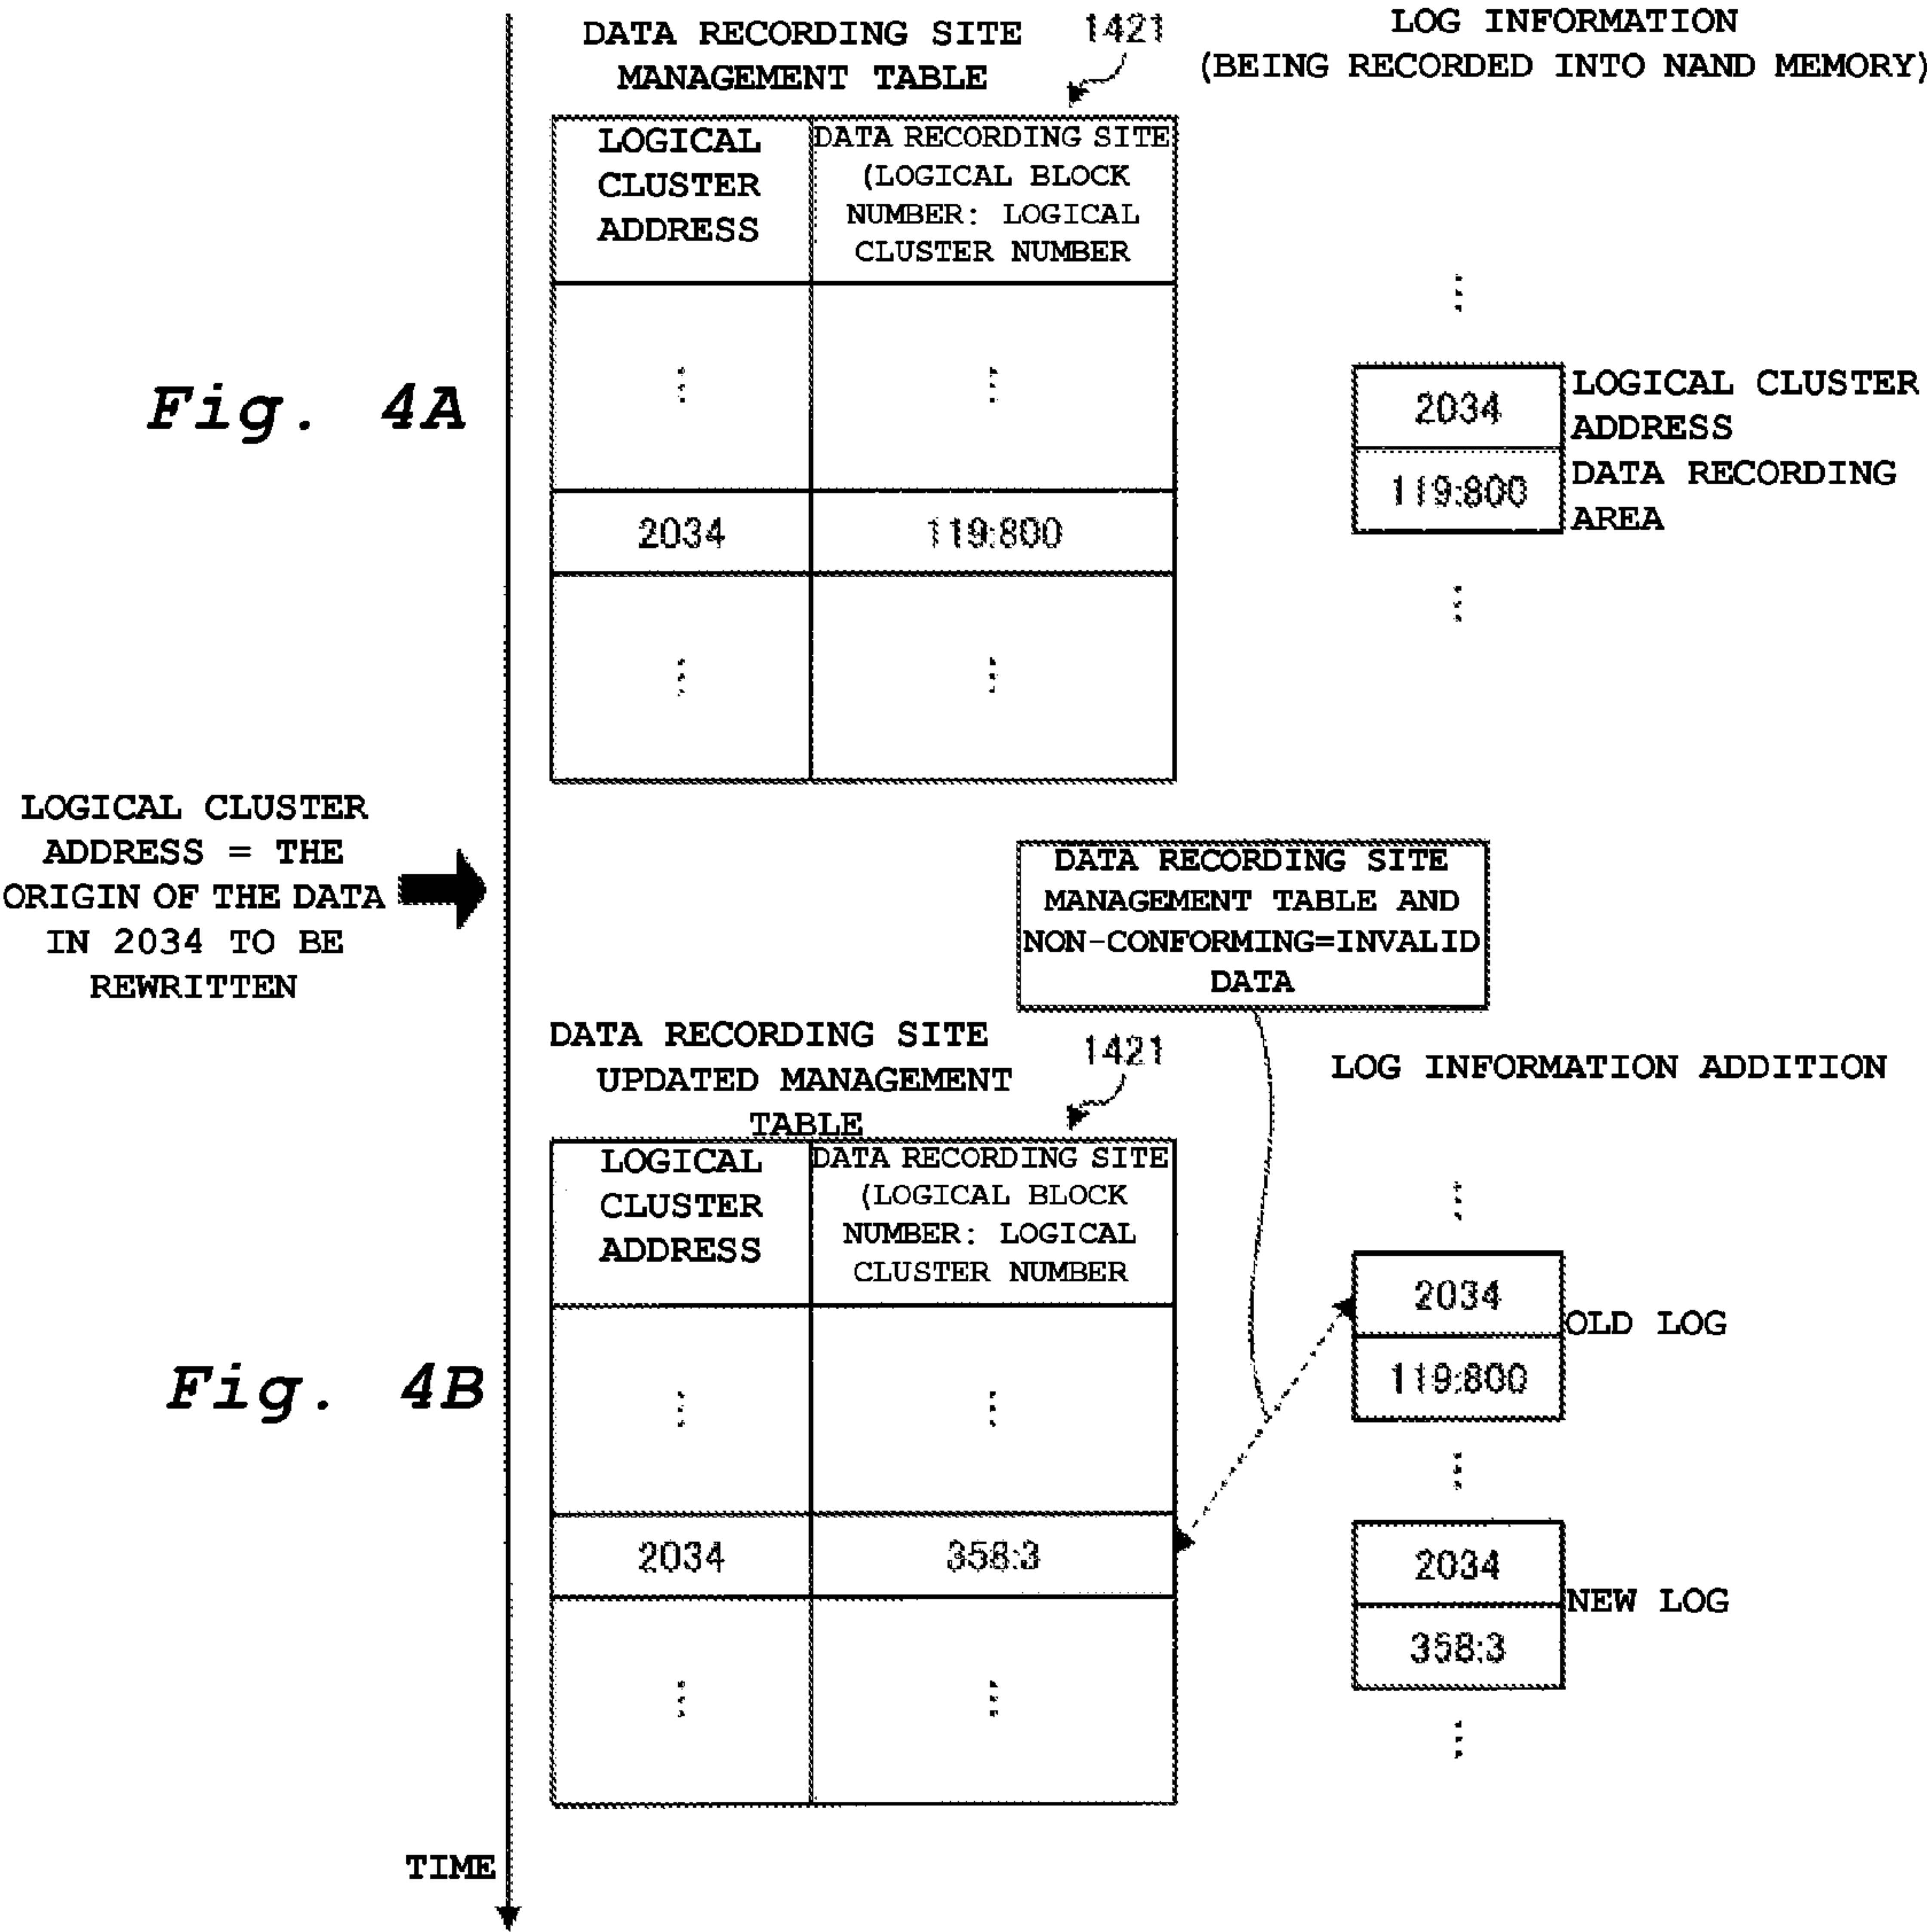 DATA RECORDING SITE
MANAGEMENT TABLE
1421
LOG INFORMATION
(BEING RECORDED INTO NAND MEMORY)
LOGICAL
CLUSTER
ADDRESS
DATA RECORDING SITE
(LOGICAL BLOCK
NUMBER: LOGICAL
CLUSTER NUMBER
Fig. 4A
2034
119:800
2034
119:800
LOGICAL CLUSTER
ADDRESS
DATA RECORDING
AREA
LOGICAL CLUSTER
ADDRESS = THE
ORIGIN OF THE DATA
IN 2034 TO BE
REWRITTEN
DATA RECORDING SITE
MANAGEMENT TABLE AND
NON-CONFORMING=INVALID
DATA
DATA RECORDING SITE
UPDATED MANAGEMENT
TABLE
1421
LOG INFORMATION ADDITION
LOGICAL
CLUSTER
ADDRESS
DATA RECORDING SITE
(LOGICAL BLOCK
NUMBER: LOGICAL
CLUSTER NUMBER
Fig. 4B
2034
358:3
2034
119:800
OLD LOG
2034
358:3
NEW LOG
TIME